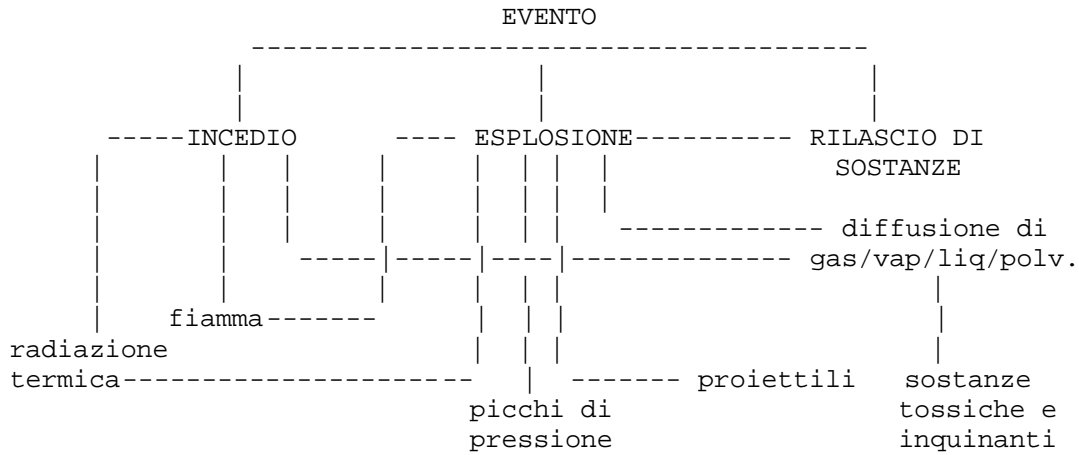 EVENTO
INCEDIO ESPLOSIONE RILASCIO DI
SOSTANZE
diffusione di
gas/vap/liq/polv.
fiamma
radiazione
termica proiettili sostanze
picchi di tossiche e
pressione inquinanti